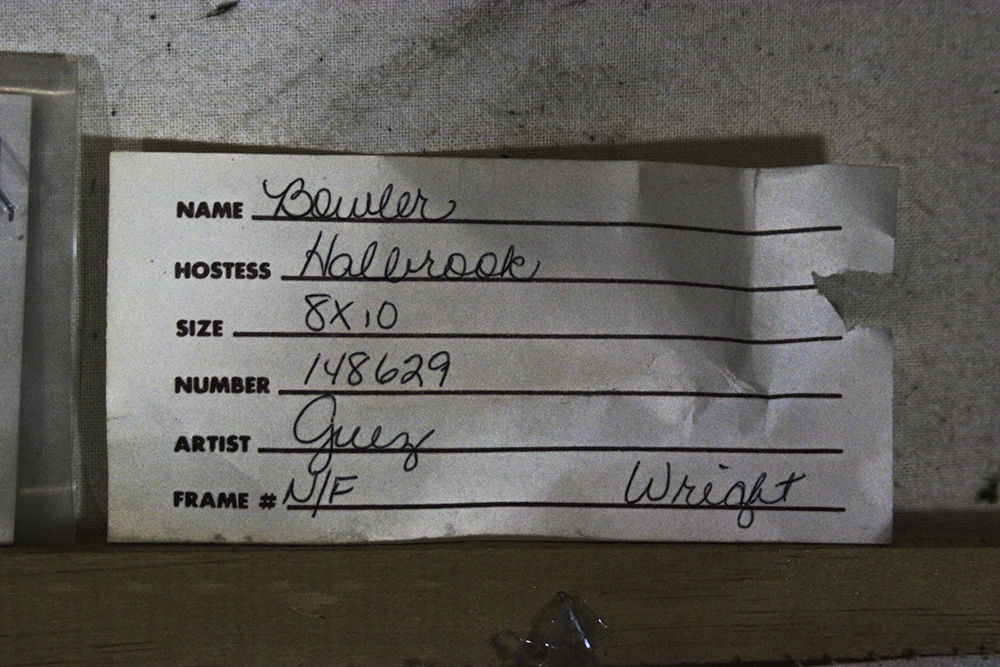 NAME Bowler
HOSTESS Halbrook
SIZE 8X10
NUMBER 148629
ARTIST Guez
FRAME # N/F Wright